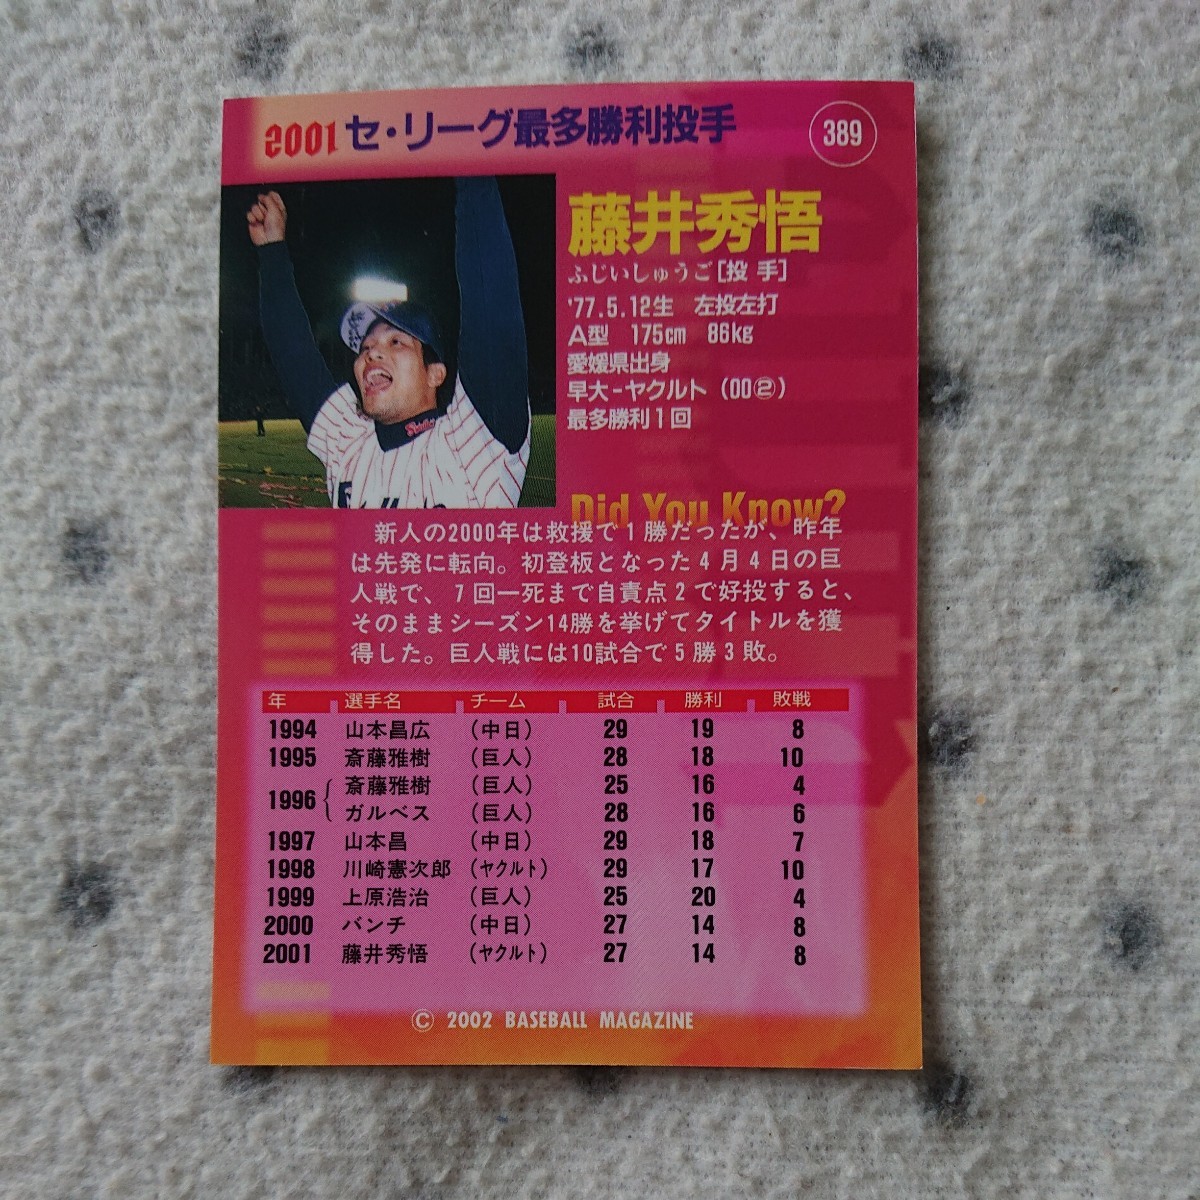 2001 セ・リーグ最多勝利投手
389
藤井秀悟
ふじいしゅうご［投 手］
'77.5.12生 左投左打
A型 175cm 86kg
愛媛県出身
早大－ヤクルト（00②）
最多勝利1回
Did You Know?
新人の2000年は救援で1勝だったが、昨年
は先発に転向。初登板となった4月4日の巨
人戦で、7回一死まで自責点2で好投すると、
そのままシーズン14勝を挙げてタイトルを獲
得した。巨人戦には10試合で5勝3敗。
年 選手名 チーム 試合 勝利 敗戦
1994 山本昌広 （中日） 29 19 8
1995 斎藤雅樹 （巨人） 28 18 10
1996 斎藤雅樹 （巨人） 25 16 4
ガルベス （巨人） 28 16 6
1997 山本昌 （中日） 29 18 7
1998 川崎憲次郎 （ヤクルト） 29 17 10
1999 上原浩治 （巨人） 25 20 4
2000 バンチ （中日） 27 14 8
2001 藤井秀悟 （ヤクルト） 27 14 8
© 2002 BASEBALL MAGAZINE